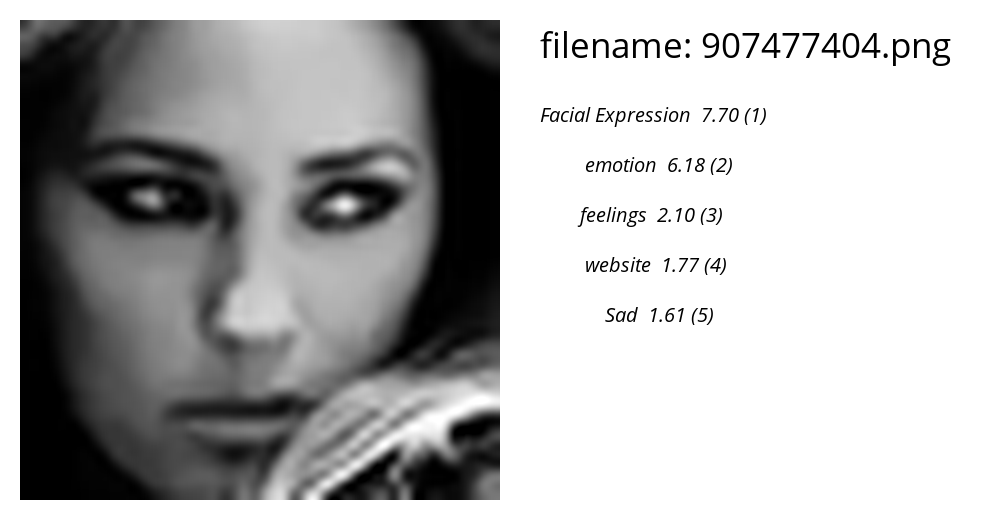 filename: 907477404.png
Facial Expression 7.70 (1)
emotion 6.18 (2)
feelings 2.10 (3)
website 1.77 (4)
Sad 1.61 (5)